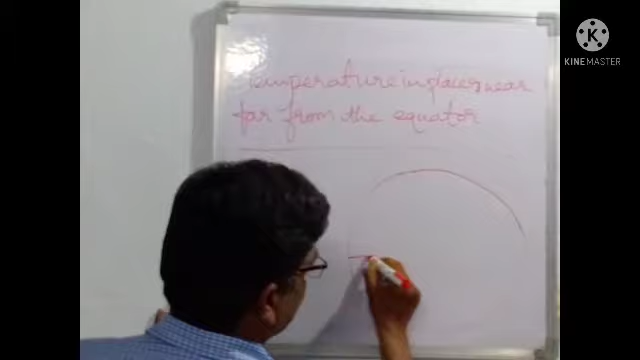 KINEMASTER
Temperature in places near
far from the equator